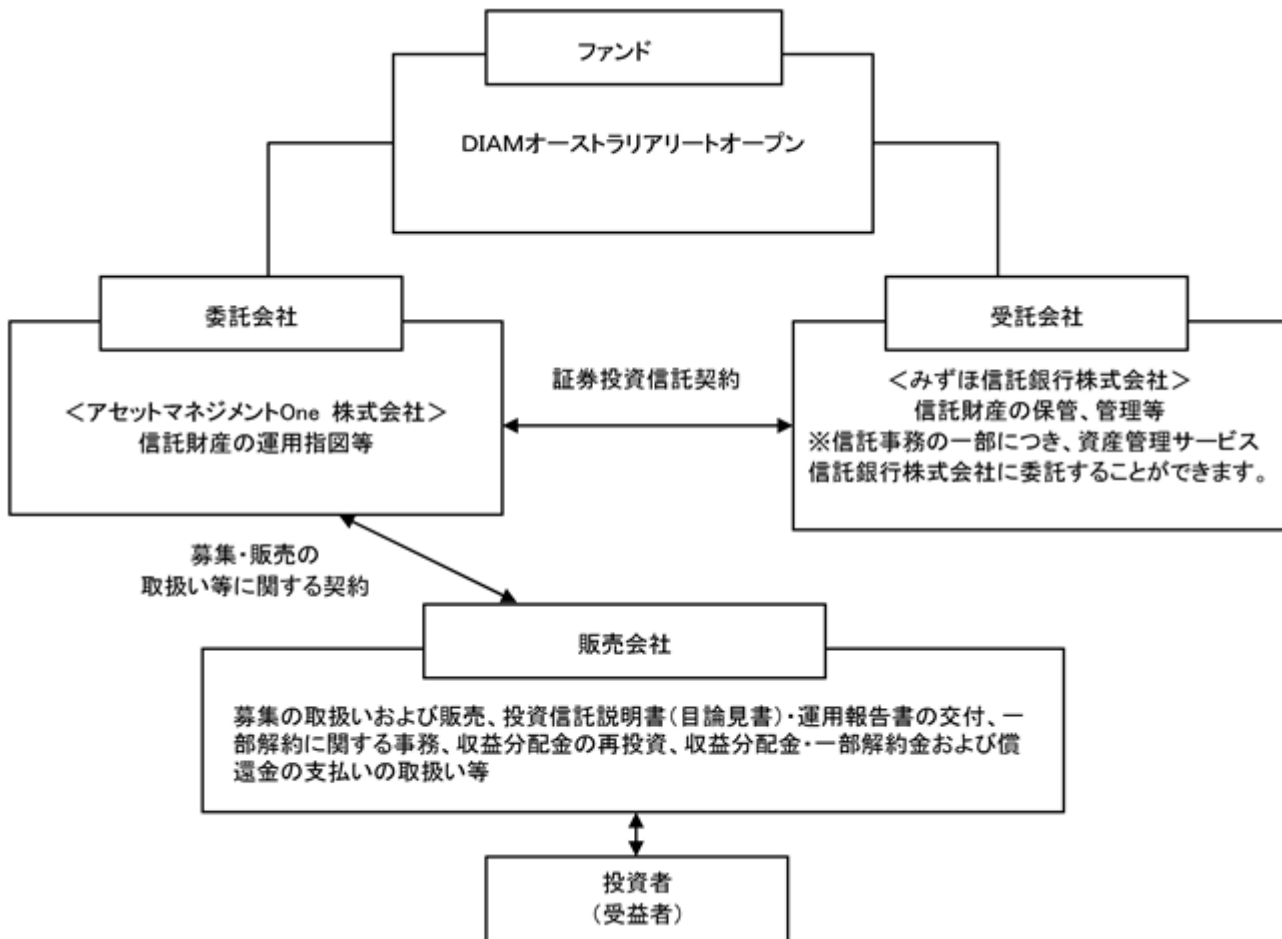 ファンド
DIAMオーストラリアリートオープン
委託会社
<アセットマネジメントOne 株式会社>
信託財産の運用指図等
証券投資信託契約
受託会社
<みずほ信託銀行株式会社>
信託財産の保管、管理等
※信託事務の一部につき、資産管理サービス
信託銀行株式会社に委託することができます。
募集・販売の
取扱い等に関する契約
販売会社
募集の取扱いおよび販売、投資信託説明書(目論見書)・運用報告書の交付、一
部解約に関する事務、収益分配金の再投資、収益分配金・一部解約金および償
還金の支払いの取扱い等
投資者
(受益者)